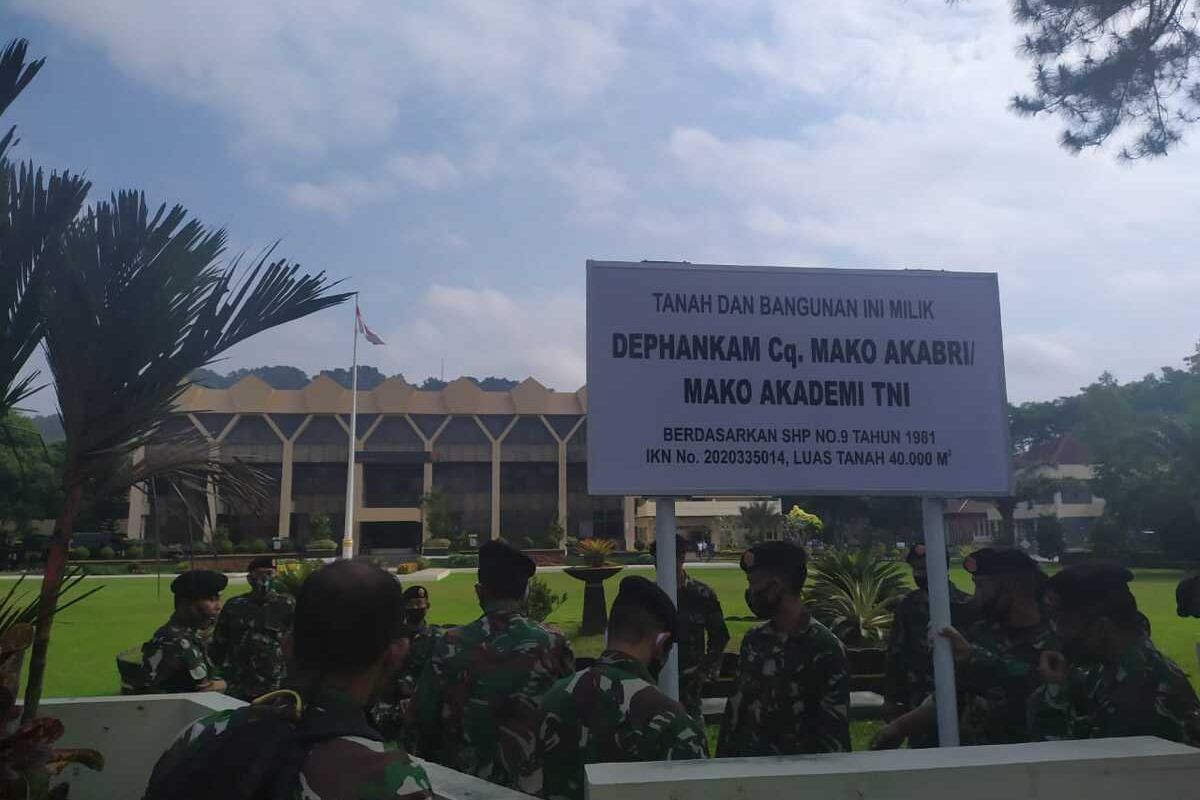 TANAH DAN BANGUNAN INI MILIK
DEPHANKAM Cq. MAKO AKABRI/
MAKO AKADEMI TNI
BERDASARKAN SHP NO.9 TAHUN 1981
IKN No. 2020335014, LUAS TANAH 40.000 M²